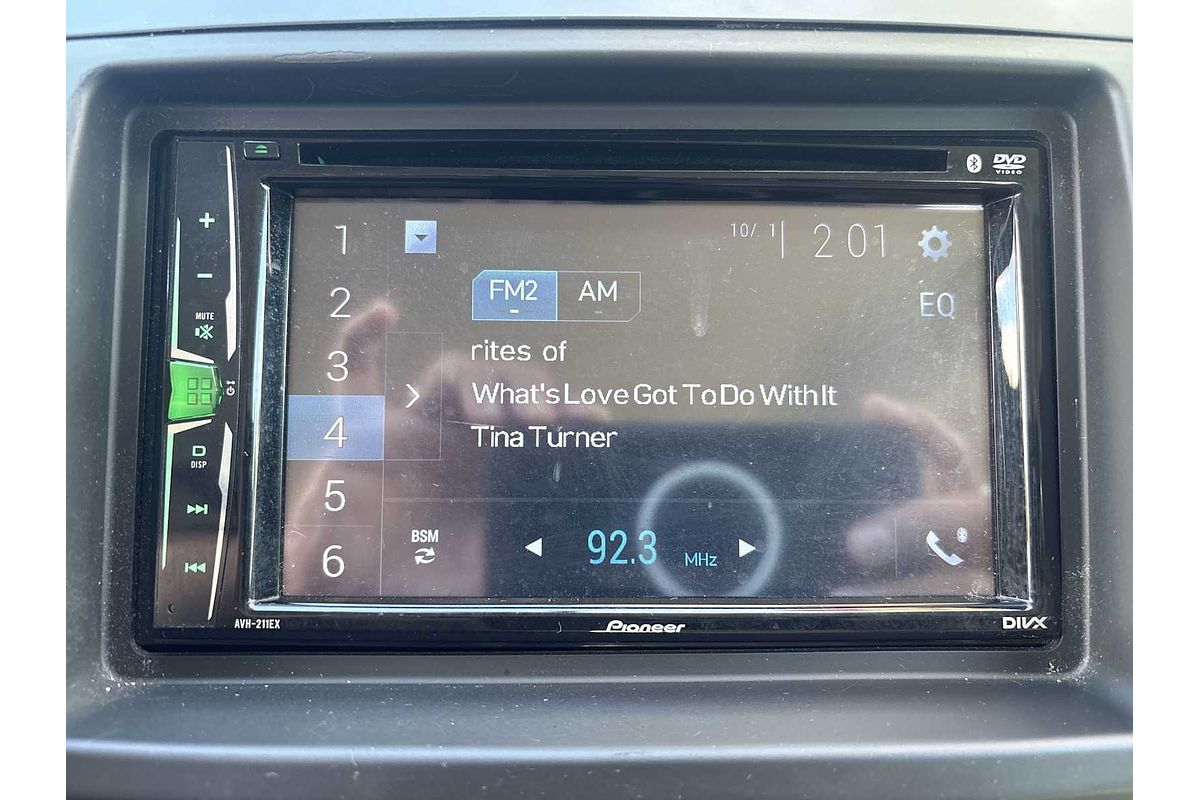 DVD
VIDEO
1
10/ 1
2 01
2
FM2
AM
EQ
MUTE
3
rites of
What's Love Got To Do With It
4
Tina Turner
D
DISP
5
BSM
92.3 MHz
6
AVH-211EX
Pioneer
DIVX